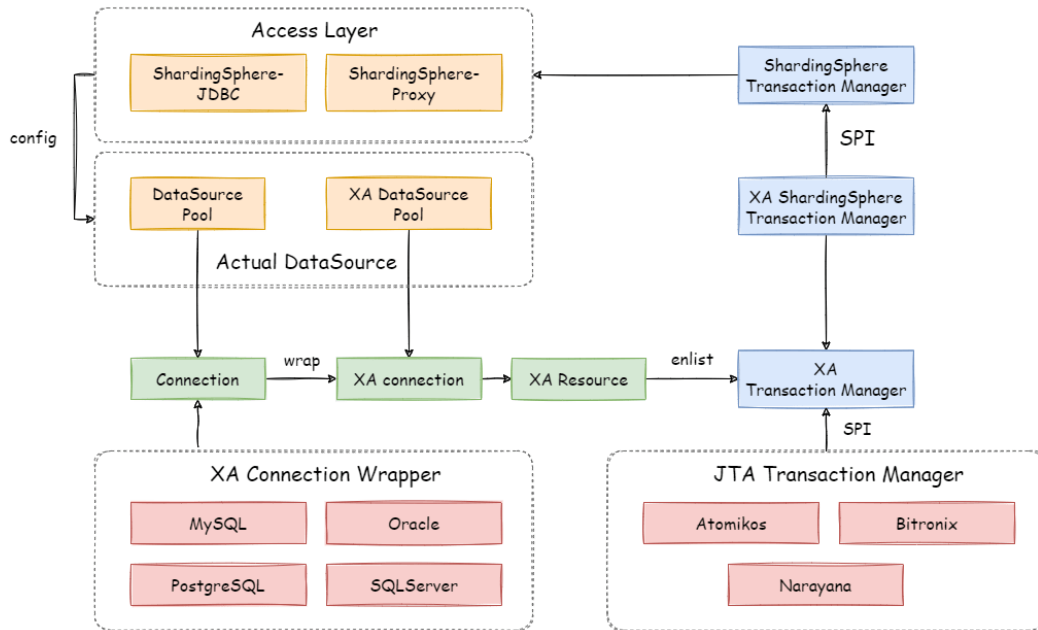 Access Layer
ShardingSphere-
JDBC
ShardingSphere-
Proxy
ShardingSphere
Transaction Manager
config
SPI
DataSource
Pool
XA DataSource
Pool
XA ShardingSphere
Transaction Manager
Actual DataSource
Connection
wrap
XA connection
XA Resource
enlist
XA
Transaction Manager
SPI
XA Connection Wrapper
MySQL
Oracle
PostgreSQL
SQLServer
JTA Transaction Manager
Atomikos
Bitronix
Narayana